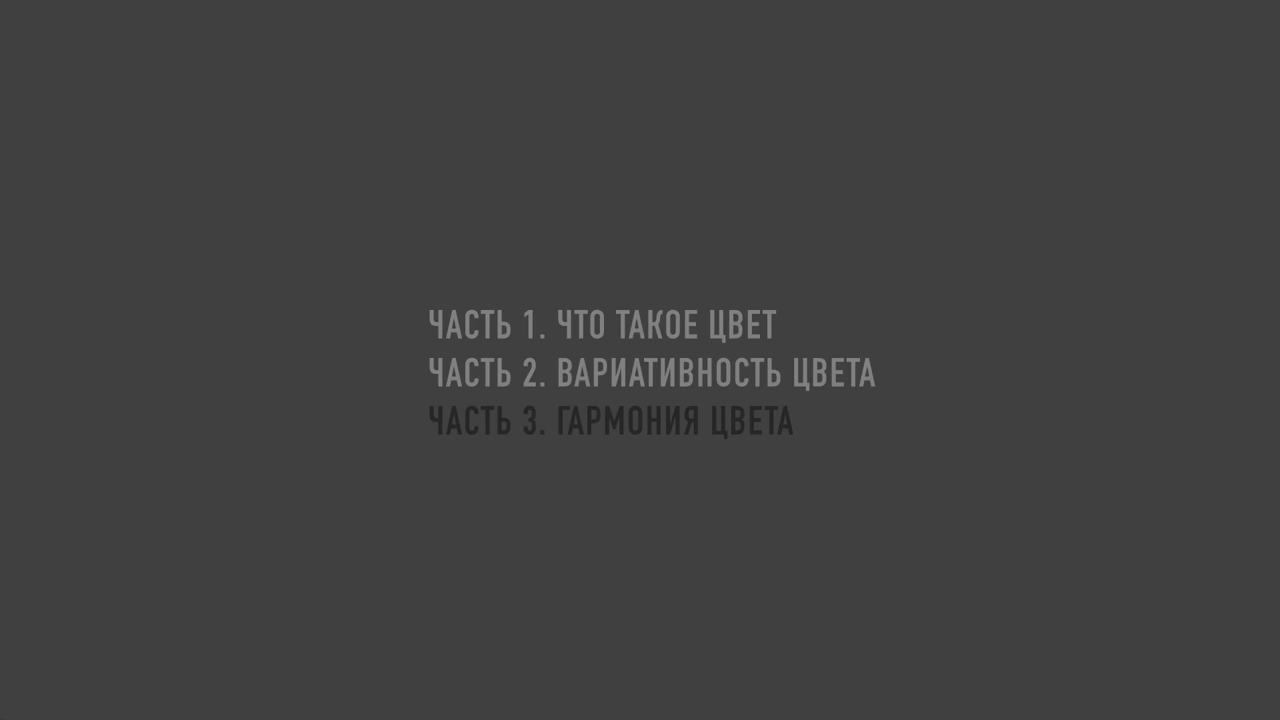 ЧАСТЬ 1. ЧТО ТАКОЕ ЦВЕТ
ЧАСТЬ 2. ВАРИАТИВНОСТЬ ЦВЕТА
ЧАСТЬ 3. ГАРМОНИЯ ЦВЕТА